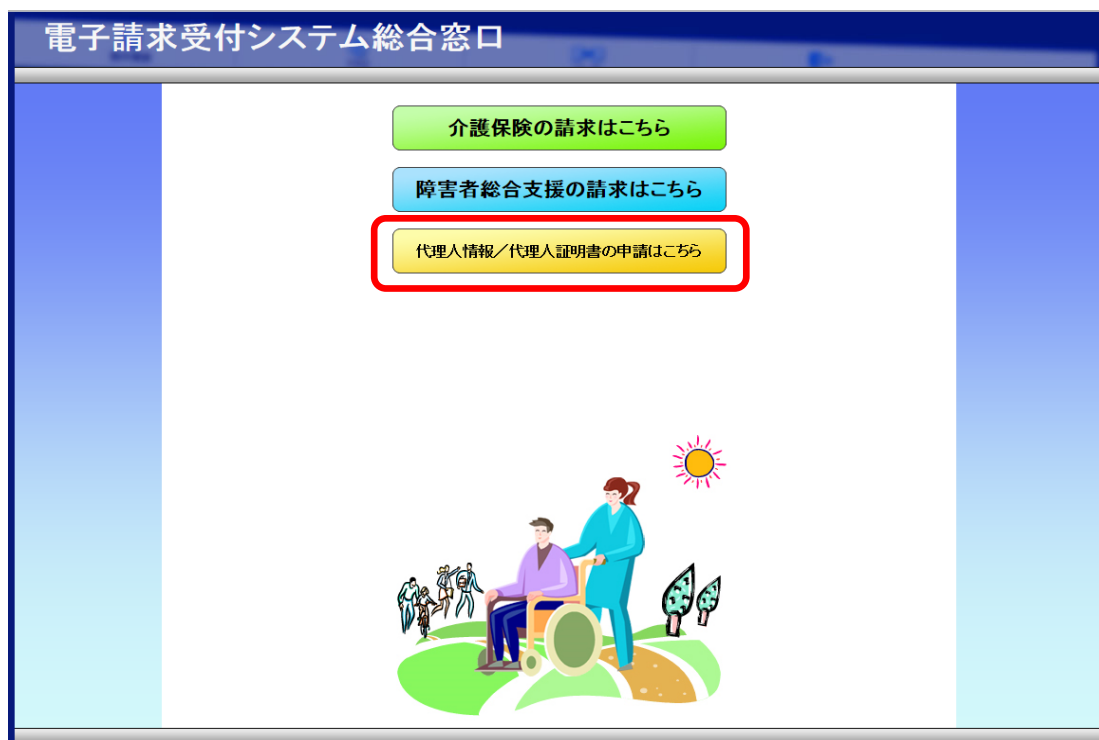 電子請求受付システム総合窓口
介護保険の請求はこちら
障害者総合支援の請求はこちら
代理人情報／代理人証明書の申請はこちら